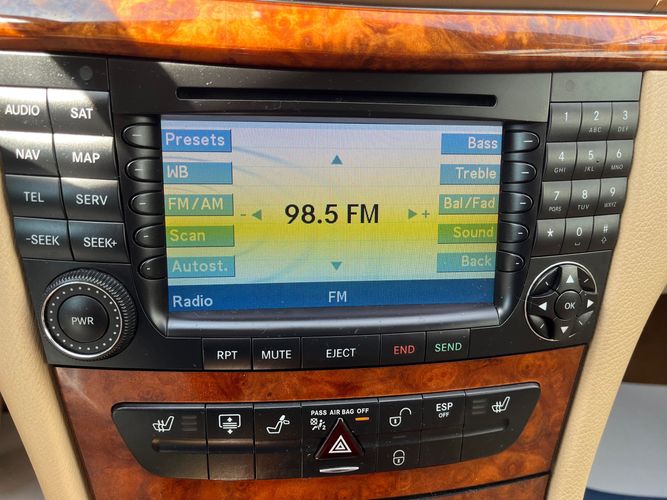 AUDIO SAT
NAV MAP
TEL SERV
-SEEK SEEK+
PWR
Presets
WB
FM/AM
Scan
Autost.
Radio
- 98.5 FM +
FM
Bass
Treble
Bal/Fad
Sound
Back
1 2 ABC 3 DEF
4 GHI 5 JKL 6 MNO
7 PQRS 8 TUV 9 WXYZ
* 0 #
OK
RPT MUTE EJECT END SEND
PASS AIR BAG OFF
2
ESP
OFF